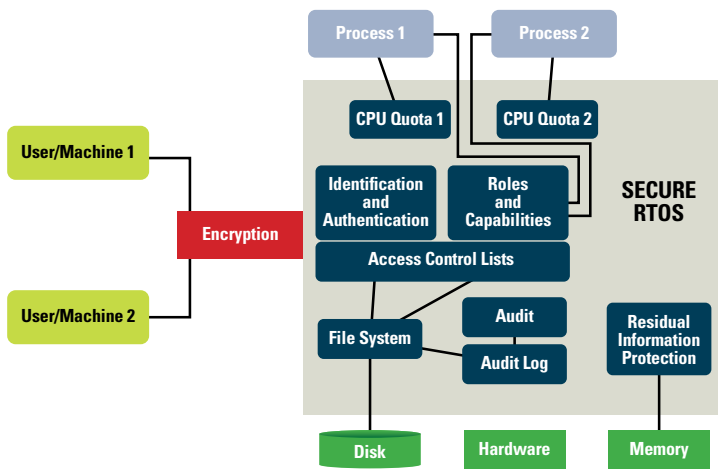 Process 1
Process 2
CPU Quota 1
CPU Quota 2
User/Machine 1
Identification
and
Authentication
Roles
and
Capabilities
SECURE
RTOS
Encryption
Access Control Lists
User/Machine 2
File System
Audit
Audit Log
Residual
Information
Protection
Disk
Hardware
Memory